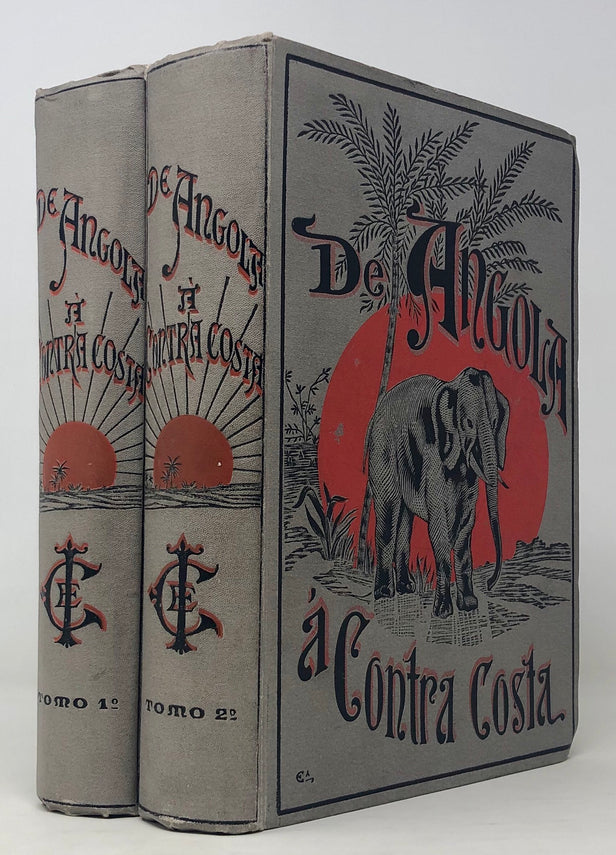 De Angola
à
Contra Costa
Tomo 1º
De Angola
à
Contra Costa
Tomo 2º
De Angola
à Contra Costa